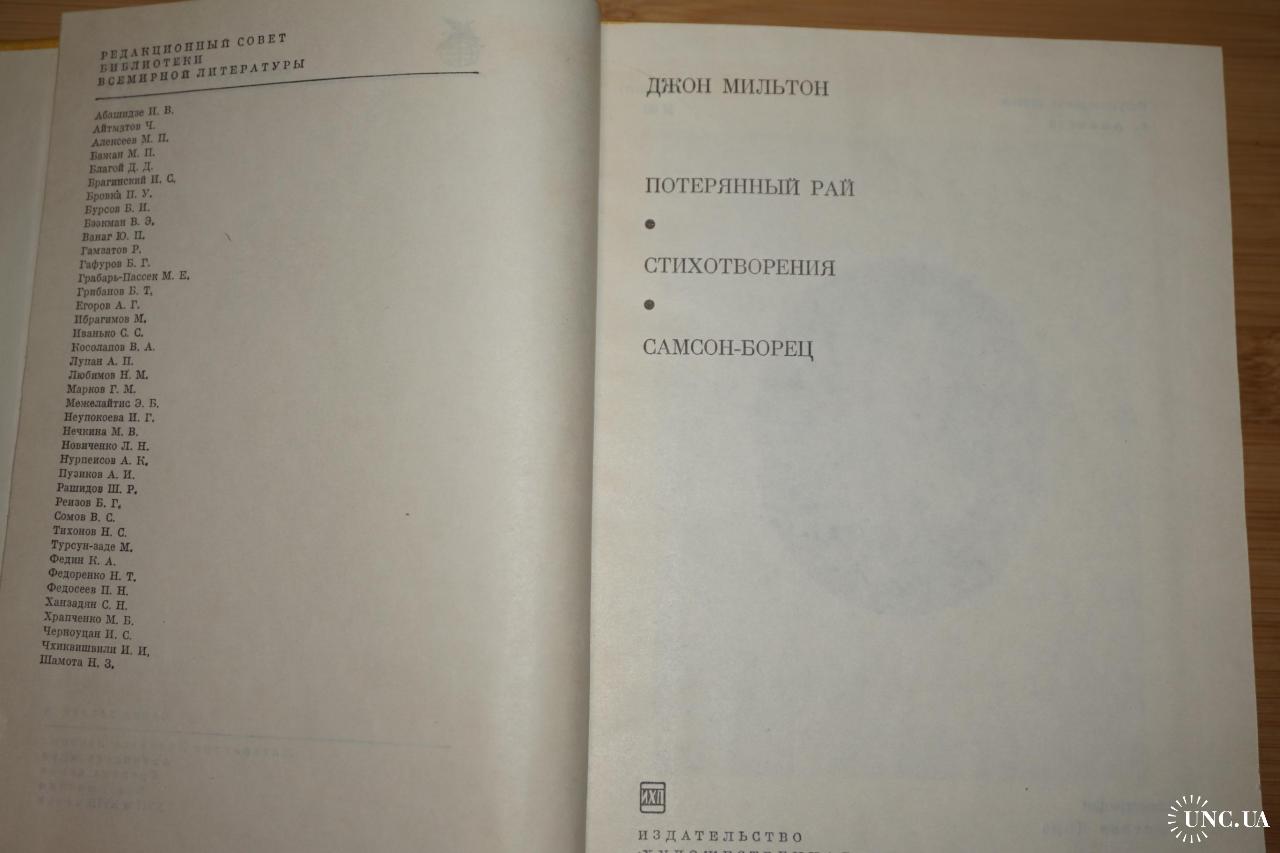 РЕДАКЦИОННЫЙ СОВЕТ
БИБЛИОТЕКИ
ВСЕМИРНОЙ ЛИТЕРАТУРЫ
Абашидзе И. В.
Айтматов Ч.
Алексеев М. П.
Бажан М. П.
Благой Д. Д.
Брагинский И. С.
Бровка П. У.
Бурсов Б. И.
Бээкман В. Э.
Ванаг Ю. П.
Гамзатов Р.
Гафуров Б. Г.
Грабарь-Пассек М. Е.
Грибанов Б. Т.
Егоров А. Г.
Ибрагимов М.
Иванько С. С.
Косолапов В. А.
Лупан А. П.
Любимов Н. М.
Марков Г. М.
Межелайтис Э. Б.
Неупокоева И. Г.
Нечкина М. В.
Новиченко Л. Н.
Нурпеисов А. К.
Пузиков А. И.
Рашидов Ш. Р.
Реизов Б. Г.
Сомов В. С.
Тихонов Н. С.
Турсун-заде М.
Федин К. А.
Федоренко Н. Т.
Федосеев П. Н.
Ханзадян С. Н.
Храпченко М. Б.
Черноуцан И. С.
Чхиквишвили И. И.
Шамота Н. З.
ДЖОН МИЛЬТОН
ПОТЕРЯННЫЙ РАЙ
●
СТИХОТВОРЕНИЯ
●
САМСОН-БОРЕЦ
ИХЛ
ИЗДАТЕЛЬСТВО
UNC.UA